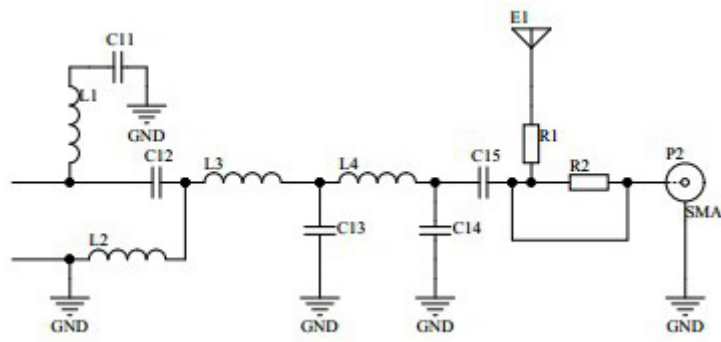 E1
C11
L1
GND
R1
C12
L3
L4
C15
R2
P2
SMA
L2
C13
C14
GND
GND
GND
GND